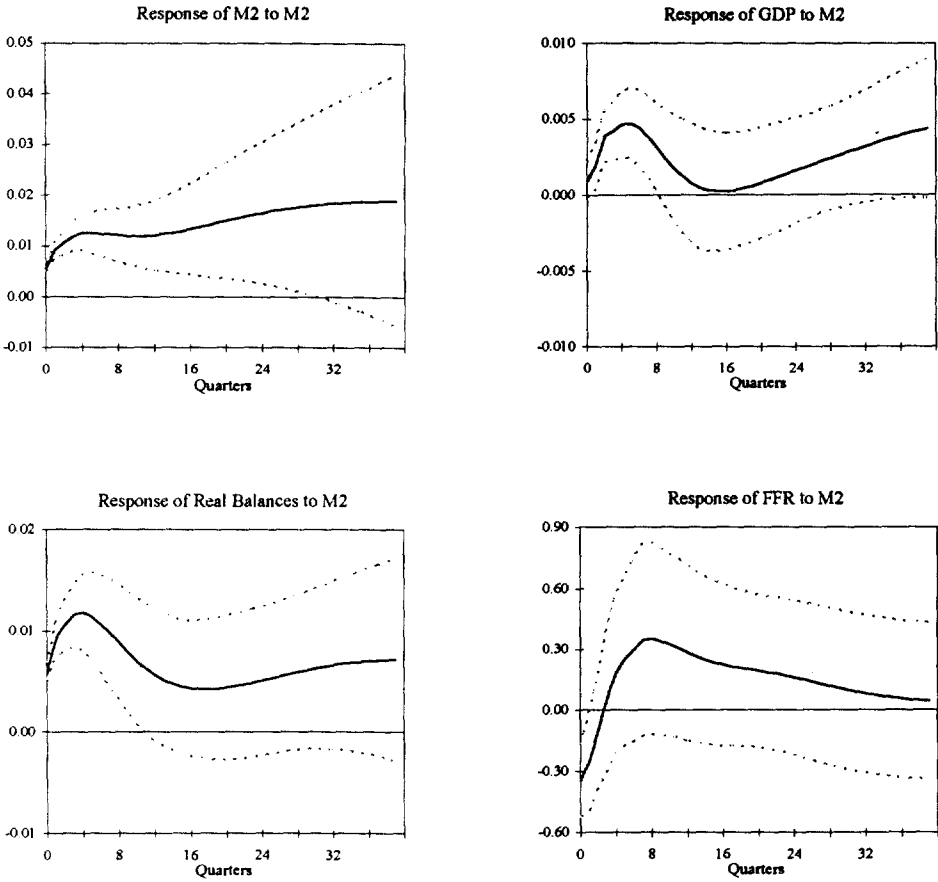 Response of M2 to M2
0.05
0.04
0.03
0.02
0.01
0.00
-0.01
0 8 16 24 32
Quarters
Response of GDP to M2
0.010
0.005
0.000
-0.005
-0.010
0 8 16 24 32
Quarters
Response of Real Balances to M2
0.02
0.01
0.00
-0.01
0 8 16 24 32
Quarters
Response of FFR to M2
0.90
0.60
0.30
0.00
-0.30
-0.60
0 8 16 24 32
Quarters